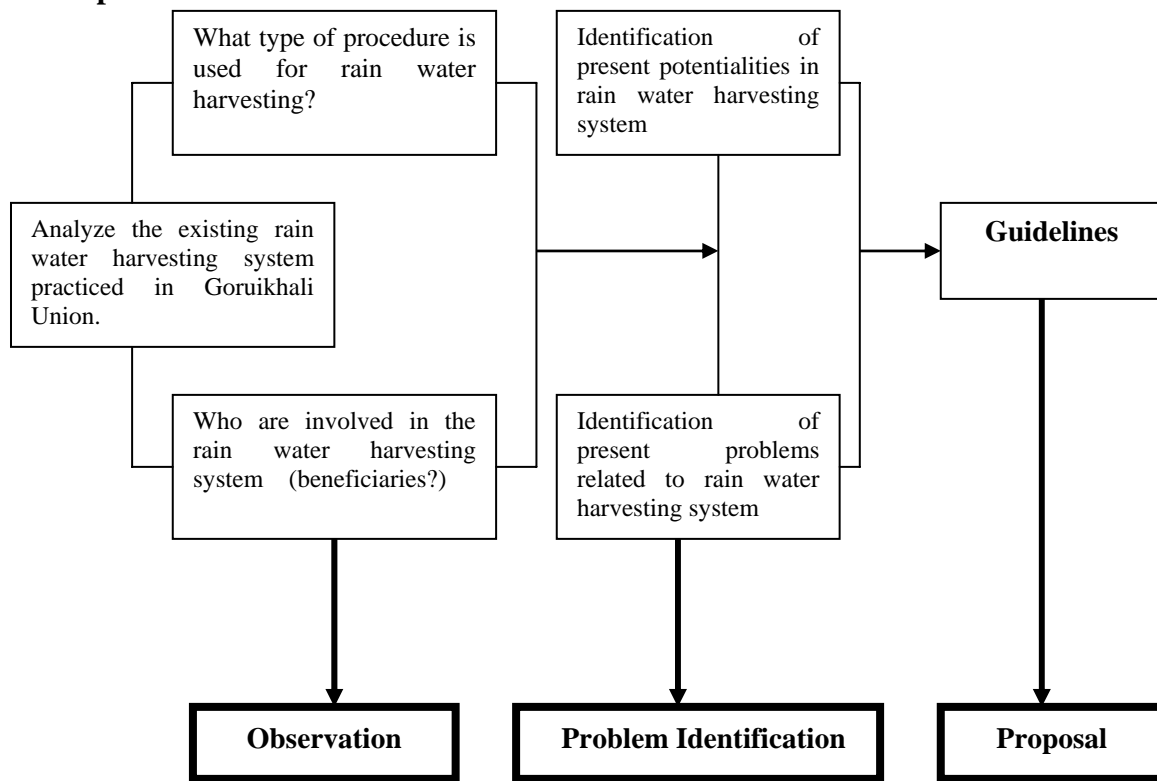 What type of procedure is
used for rain water
harvesting?
Identification of
present potentialities in
rain water harvesting
system
Analyze the existing rain
water harvesting system
practiced in Goruikhali
Union.
Guidelines
Who are involved in the
rain water harvesting
system (beneficiaries?)
Identification of
present problems
related to rain water
harvesting system
Observation
Problem Identification
Proposal